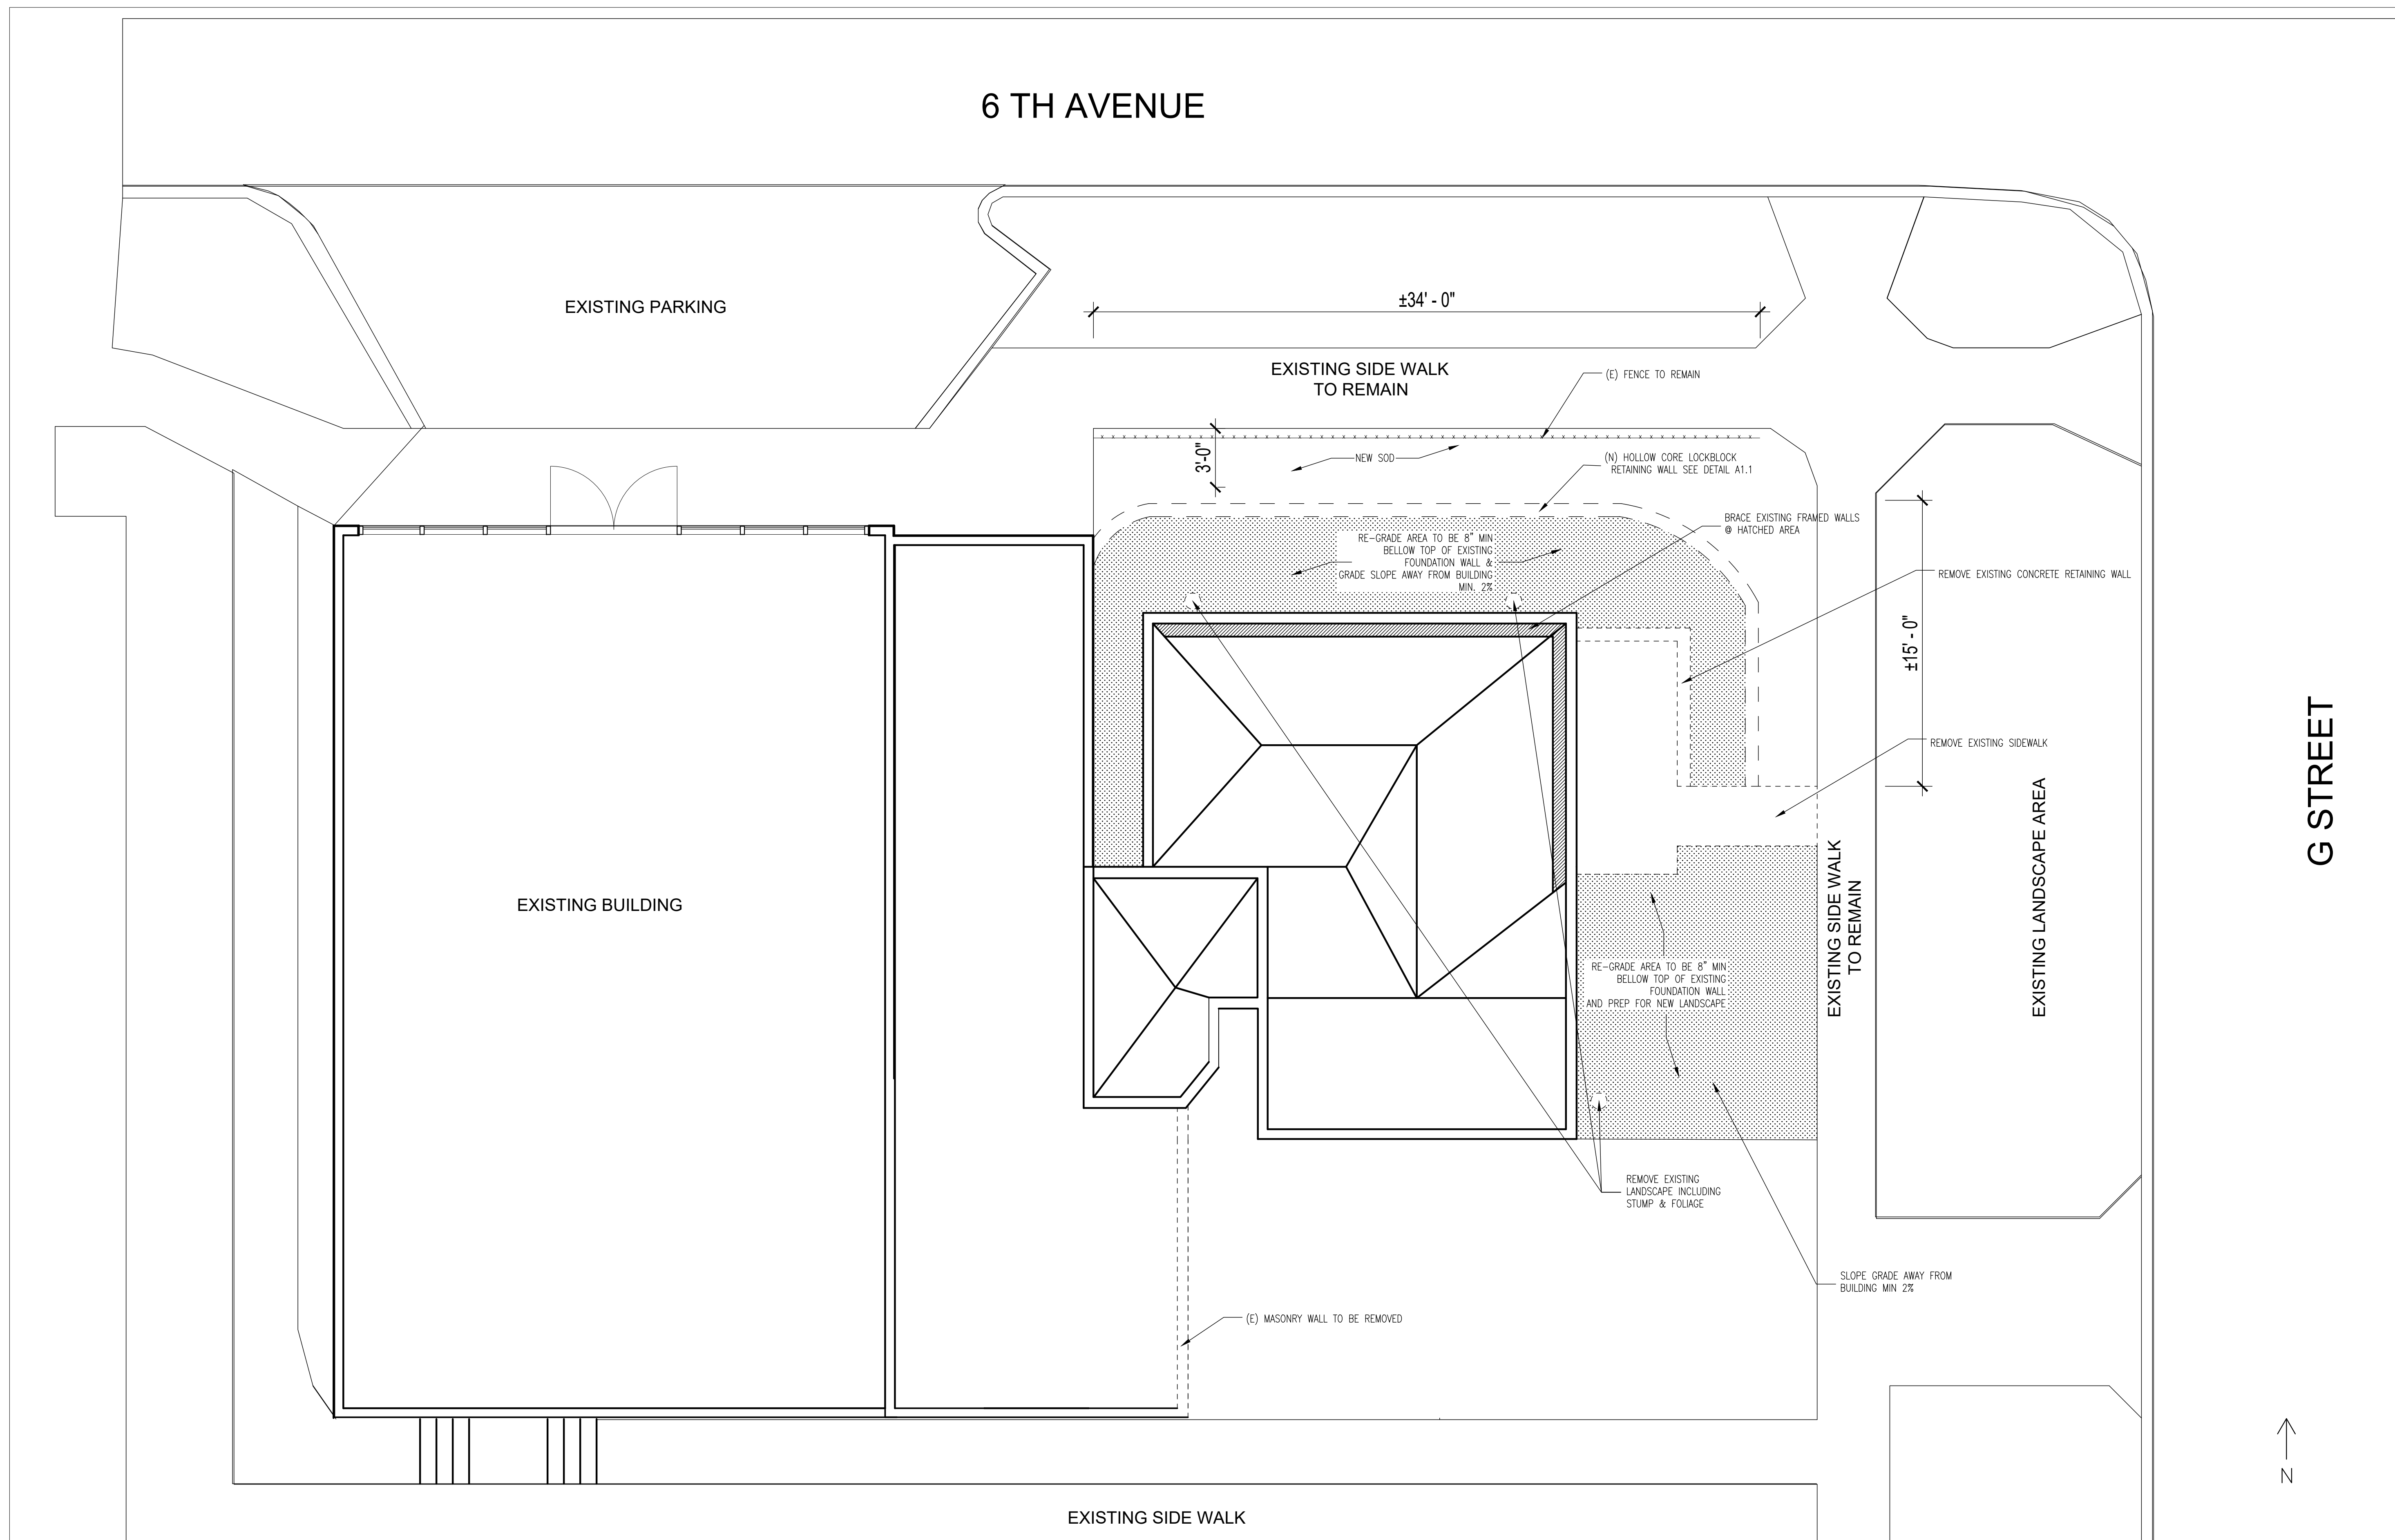 6 TH AVENUE
EXISTING PARKING
±34' - 0"
EXISTING SIDE WALK
TO REMAIN
(E) FENCE TO REMAIN
3'-0"
NEW SOD
(N) HOLLOW CORE LOCKBLOCK
RETAINING WALL SEE DETAIL A1.1
BRACE EXISTING FRAMED WALLS
@ HATCHED AREA
RE-GRADE AREA TO BE 8" MIN
BELLOW TOP OF EXISTING
FOUNDATION WALL &
GRADE SLOPE AWAY FROM BUILDING
MIN. 2%
REMOVE EXISTING CONCRETE RETAINING WALL
±15' - 0"
REMOVE EXISTING SIDEWALK
G STREET
EXISTING BUILDING
EXISTING SIDE WALK
TO REMAIN
EXISTING LANDSCAPE AREA
RE-GRADE AREA TO BE 8" MIN
BELLOW TOP OF EXISTING
FOUNDATION WALL
AND PREP FOR NEW LANDSCAPE
REMOVE EXISTING
LANDSCAPE INCLUDING
STUMP & FOLIAGE
SLOPE GRADE AWAY FROM
BUILDING MIN 2%
(E) MASONRY WALL TO BE REMOVED
N
EXISTING SIDE WALK